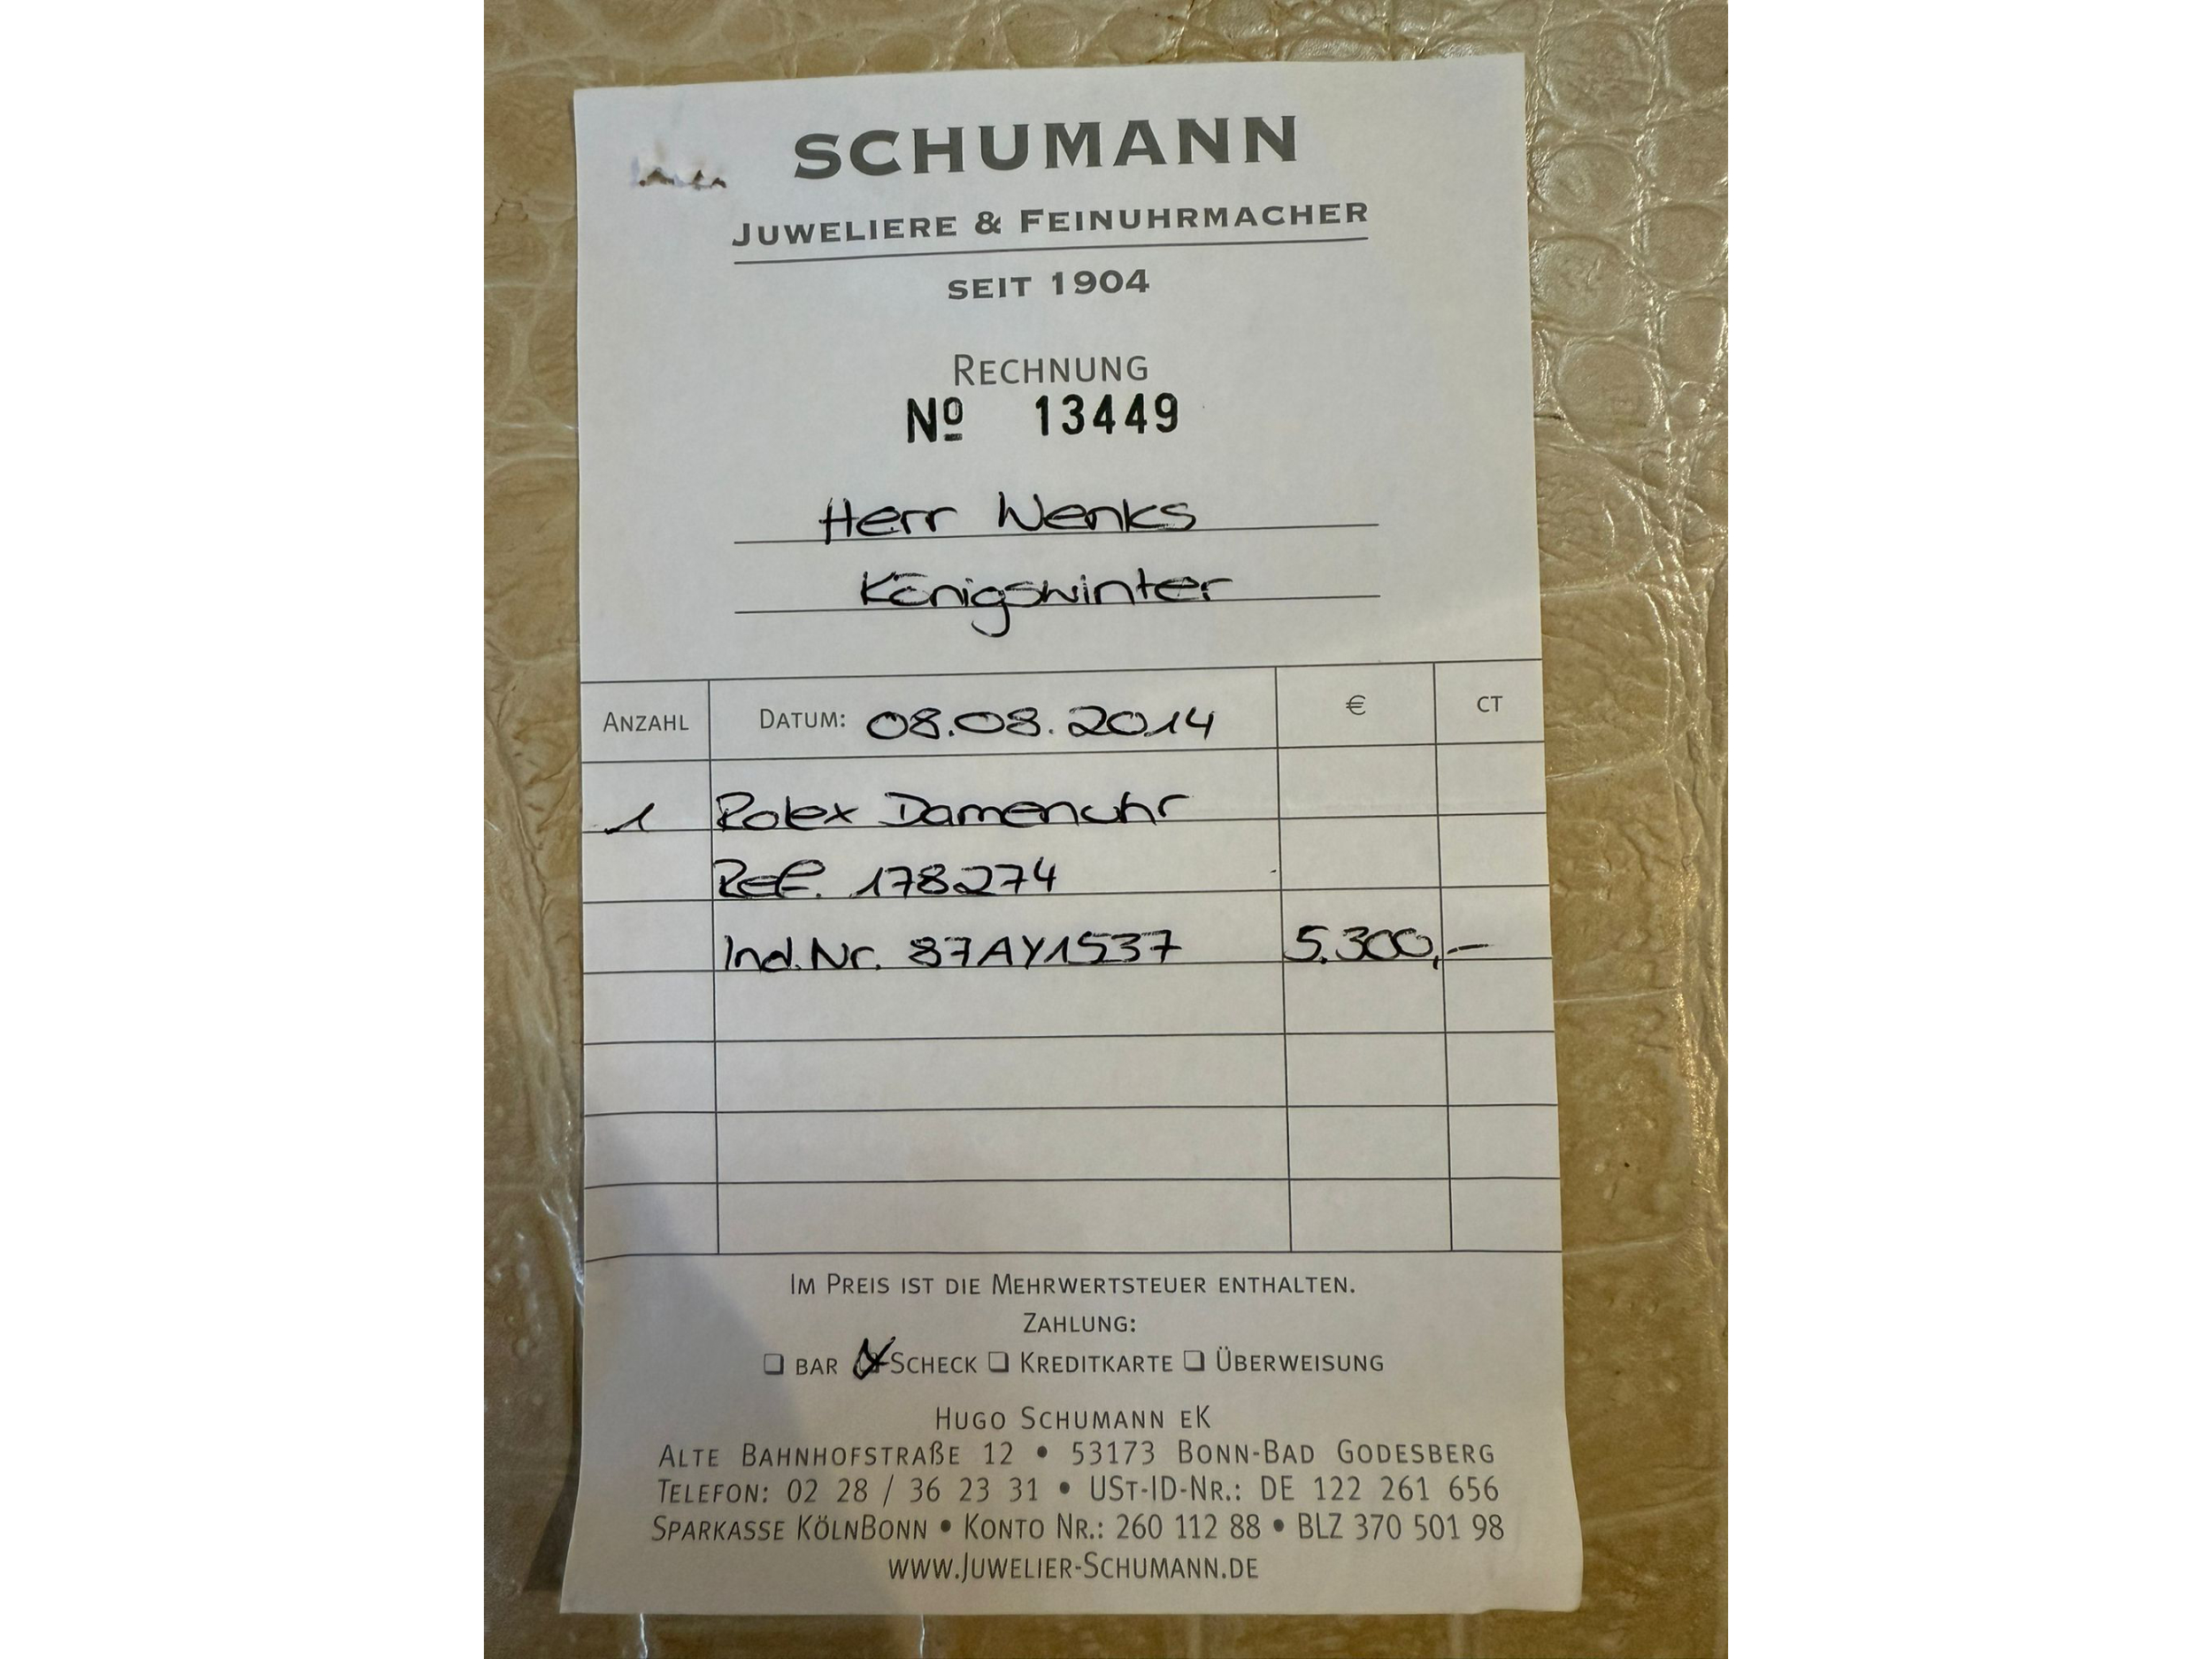 SCHUMANN
JUWELIERE & FEINUHRMACHER
SEIT 1904
RECHNUNG
Nº 13449
Herr Wenks
Königswinter
ANZAHL DATUM: 08.08.2014 € CT
1 Rolex Damenuhr
Ref. 178274
Ind.Nr. 87AY1537 5.300,-
IM PREIS IST DIE MEHRWERTSTEUER ENTHALTEN.
ZAHLUNG:
❏ BAR ☒ SCHECK ❏ KREDITKARTE ❏ ÜBERWEISUNG
HUGO SCHUMANN EK
ALTE BAHNHOFSTRAßE 12 • 53173 BONN-BAD GODESBERG
TELEFON: 02 28 / 36 23 31 • UST-ID-NR.: DE 122 261 656
SPARKASSE KÖLNBONN • KONTO NR.: 260 112 88 • BLZ 370 501 98
WWW.JUWELIER-SCHUMANN.DE